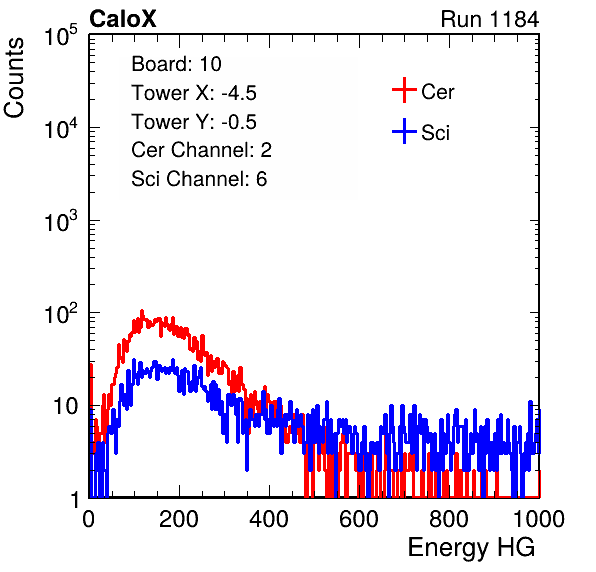 CaloX Run 1184
Counts
Board: 10
Tower X: -4.5
Tower Y: -0.5
Cer Channel: 2
Sci Channel: 6
Cer
Sci
10^5
10^4
10^3
10^2
10
1
0 200 400 600 800 1000
Energy HG